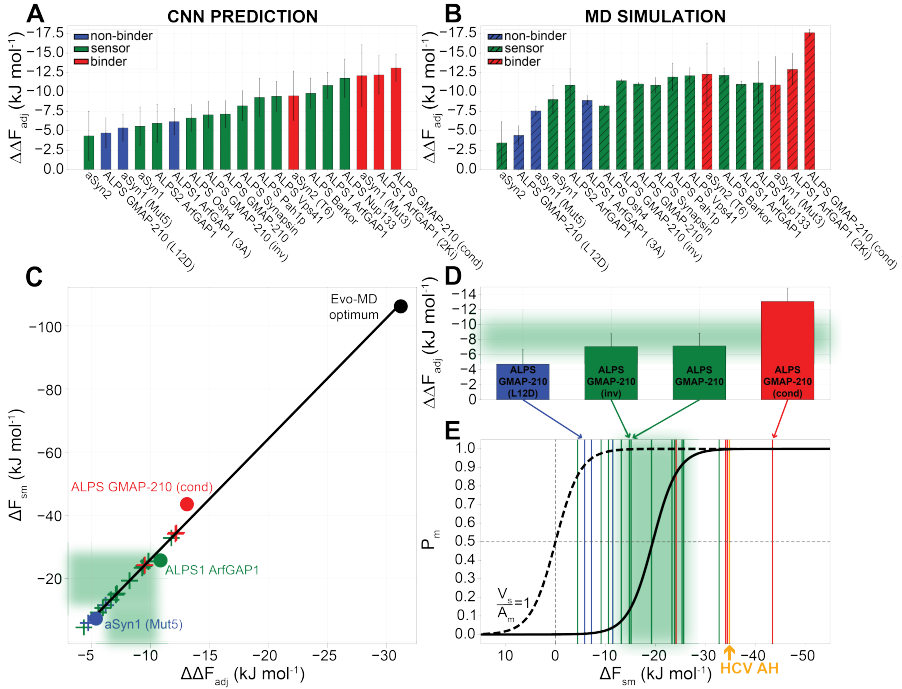 A
CNN PREDICTION
ΔΔF_adj (kJ mol⁻¹)
−17.5
−15.0
−12.5
−10.0
−7.5
−5.0
−2.5
0.0
non-binder
sensor
binder
aSyn2
ALPS GMAP-210 (L12D)
aSyn1 (Mut5)
aSyn1
ALPS2 ArfGAP1
ALPS1 ArfGAP1 (3A)
ALPS Osh4
ALPS GMAP-210 (inv)
ALPS GMAP-210
ALPS Synapsin
ALPS Vps41
ALPS Pah1p
aSyn2 (T6)
ALPS Barkor
ALPS1 ArfGAP1
ALPS Nup133
aSyn1 (Mut3)
ALPS1 ArfGAP1 (2Ki)
ALPS GMAP-210 (cond)
B
MD SIMULATION
ΔΔF_adj (kJ mol⁻¹)
−17.5
−15.0
−12.5
−10.0
−7.5
−5.0
−2.5
0.0
non-binder
sensor
binder
aSyn2
ALPS GMAP-210 (L12D)
aSyn1 (Mut5)
aSyn1
ALPS2 ArfGAP1
ALPS1 ArfGAP1 (3A)
ALPS Osh4
ALPS GMAP-210 (inv)
ALPS GMAP-210
ALPS Synapsin
ALPS Vps41
ALPS Pah1p
aSyn2 (T6)
ALPS Barkor
ALPS1 ArfGAP1
ALPS Nup133
aSyn1 (Mut3)
ALPS1 ArfGAP1 (2Ki)
ALPS GMAP-210 (cond)
C
ΔF_sm (kJ mol⁻¹)
−100
−80
−60
−40
−20
Evo-MD
optimum
ALPS GMAP-210 (cond)
ALPS1 ArfGAP1
aSyn1 (Mut5)
−5
−10
−15
−20
−25
−30
ΔΔF_adj (kJ mol⁻¹)
D
ΔΔF_adj (kJ mol⁻¹)
−14
−12
−10
−8
−6
−4
−2
0
ALPS
GMAP-210
(L12D)
ALPS
GMAP-210
(inv)
ALPS
GMAP-210
ALPS
GMAP-210
(cond)
E
P_m
1.0
0.9
0.8
0.7
0.6
0.5
0.4
0.3
0.2
0.1
0.0
V_s/A_m=1
10
0
−10
−20
−30
−40
−50
HCV AH
ΔF_sm (kJ mol⁻¹)